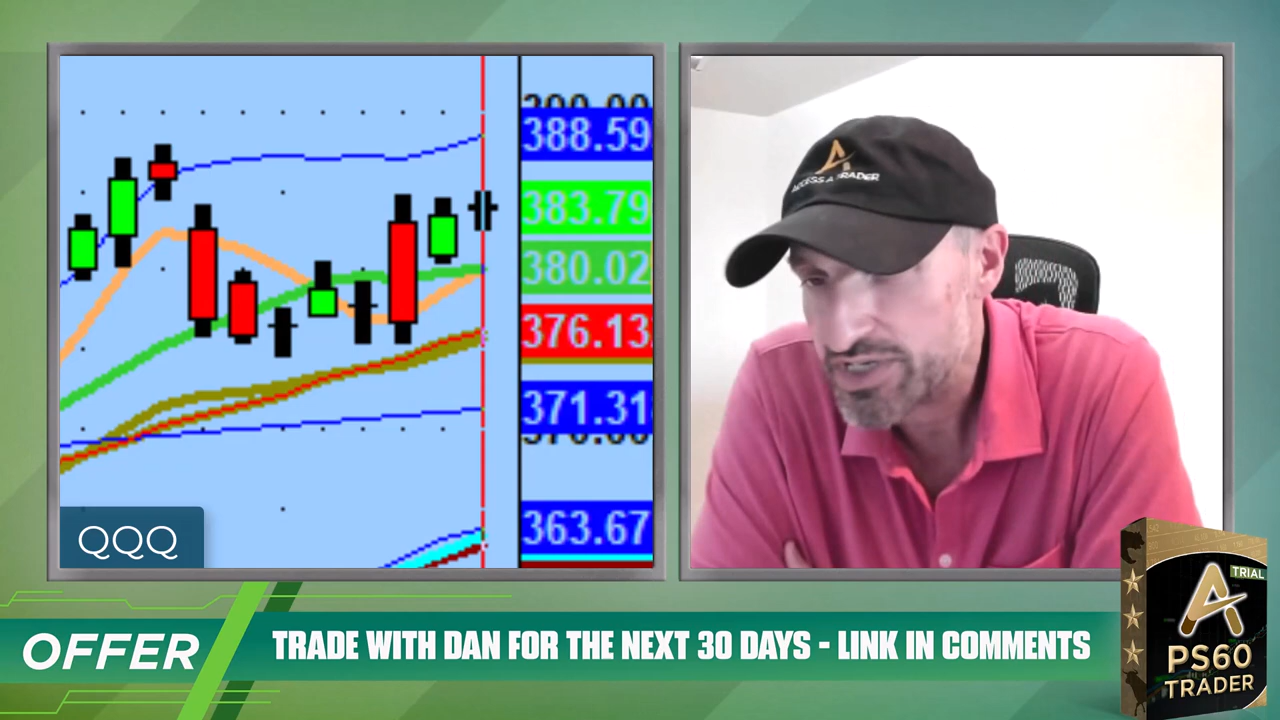 388.59
383.79
380.02
376.13
371.31
363.67
QQQ
ACCESS A TRADER
OFFER
TRADE WITH DAN FOR THE NEXT 30 DAYS - LINK IN COMMENTS
TRIAL
PS60
TRADER